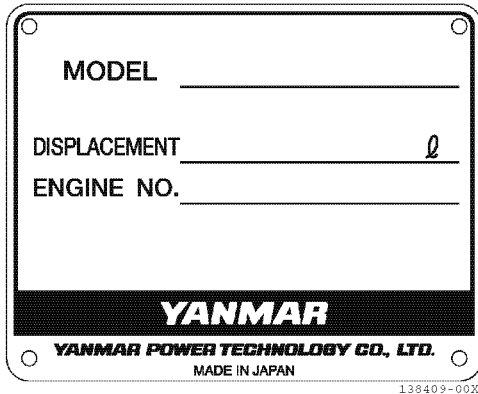 MODEL
DISPLACEMENT ℓ
ENGINE NO.
YANMAR
YANMAR POWER TECHNOLOGY CO., LTD.
MADE IN JAPAN
138409-00X